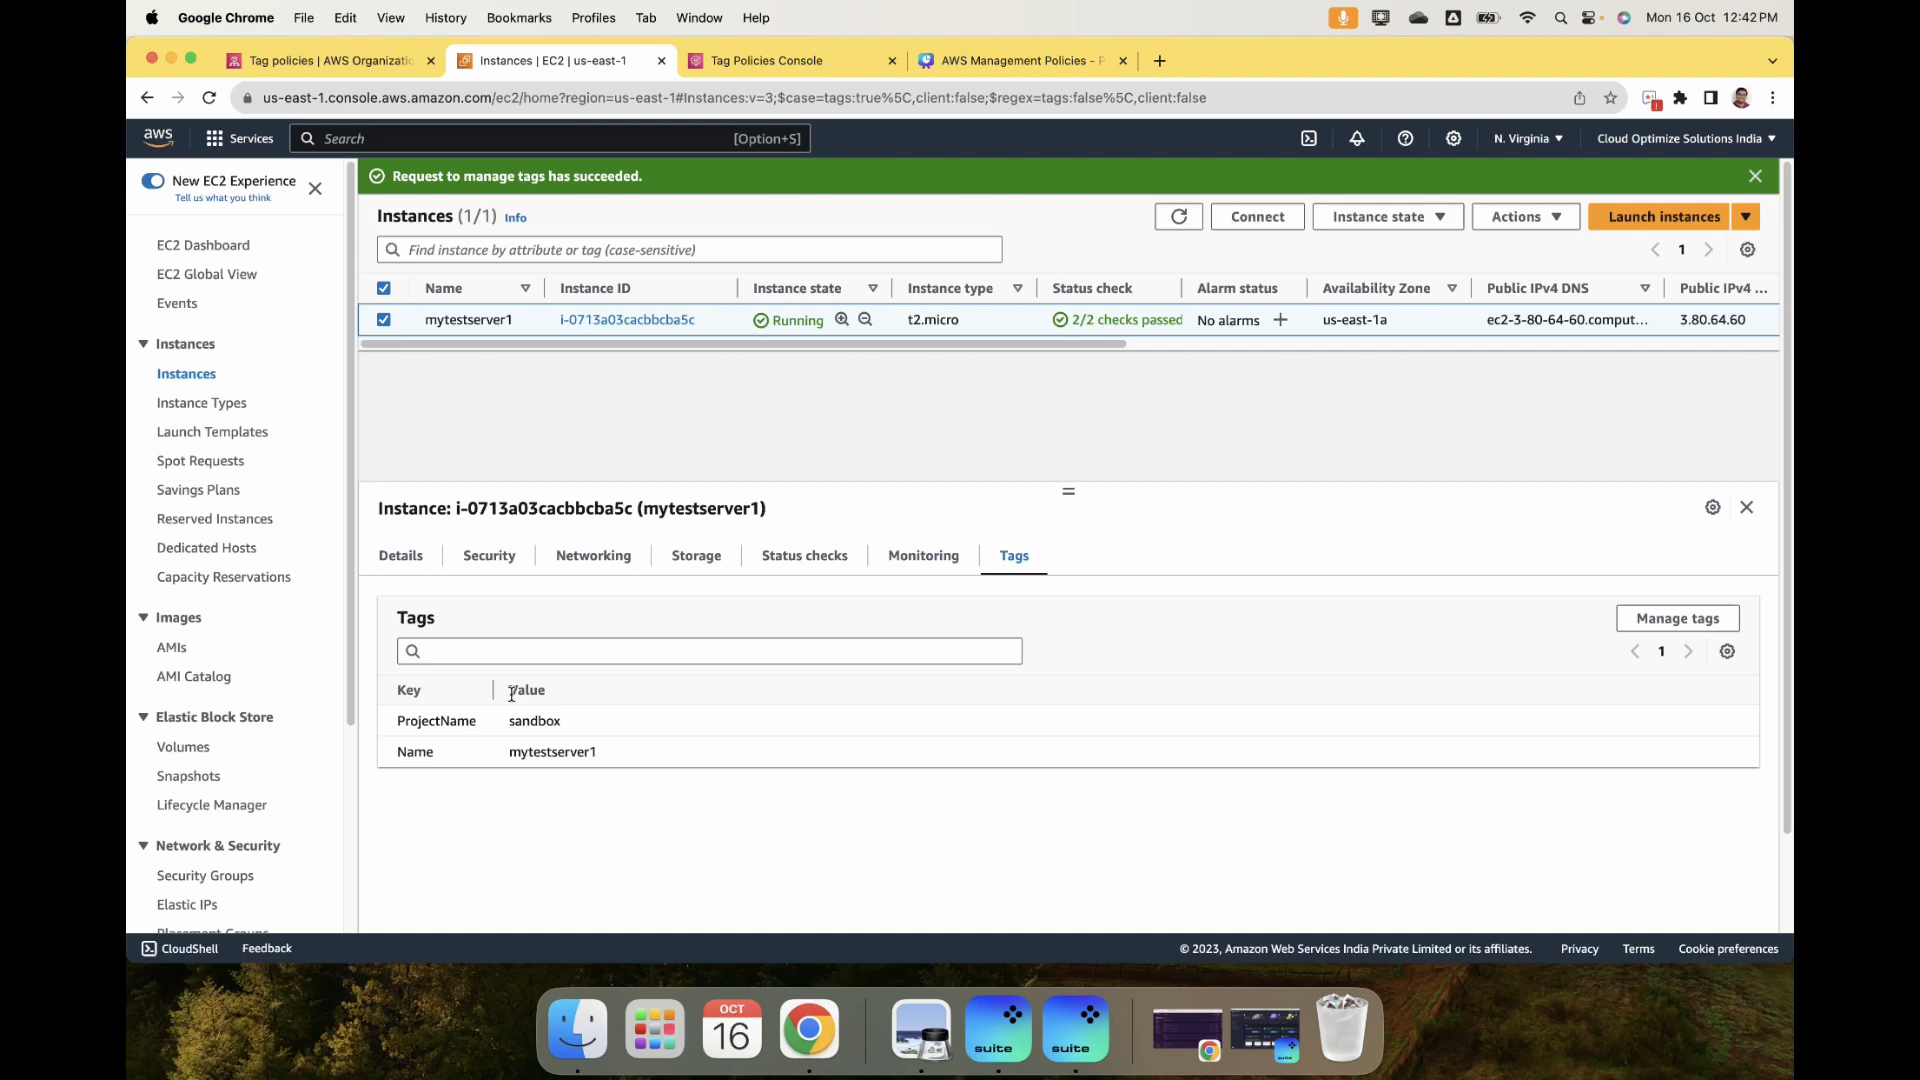 Google Chrome File Edit View History Bookmarks Profiles Tab Window Help Mon 16 Oct 12:42 PM
Tag policies | AWS Organizatio Instances | EC2 | us-east-1 Tag Policies Console AWS Management Policies - P
us-east-1.console.aws.amazon.com/ec2/home?region=us-east-1#Instances:v=3;$case=tags:true%5C,client:false;$regex=tags:false%5C,client:false
aws Services Search [Option+S] N. Virginia Cloud Optimize Solutions India
New EC2 Experience
Tell us what you think
EC2 Dashboard
EC2 Global View
Events
Instances
Instances
Instance Types
Launch Templates
Spot Requests
Savings Plans
Reserved Instances
Dedicated Hosts
Capacity Reservations
Images
AMIs
AMI Catalog
Elastic Block Store
Volumes
Snapshots
Lifecycle Manager
Network & Security
Security Groups
Elastic IPs
Request to manage tags has succeeded.
Instances (1/1) Info Connect Instance state Actions Launch instances
Find instance by attribute or tag (case-sensitive) 1
Name Instance ID Instance state Instance type Status check Alarm status Availability Zone Public IPv4 DNS Public IPv4 ...
mytestserver1 i-0713a03cacbbcba5c Running t2.micro 2/2 checks passed No alarms us-east-1a ec2-3-80-64-60.comput... 3.80.64.60
Instance: i-0713a03cacbbcba5c (mytestserver1)
Details Security Networking Storage Status checks Monitoring Tags
Tags Manage tags
1
Key Value
ProjectName sandbox
Name mytestserver1
CloudShell Feedback © 2023, Amazon Web Services India Private Limited or its affiliates. Privacy Terms Cookie preferences
OCT
16
suite suite